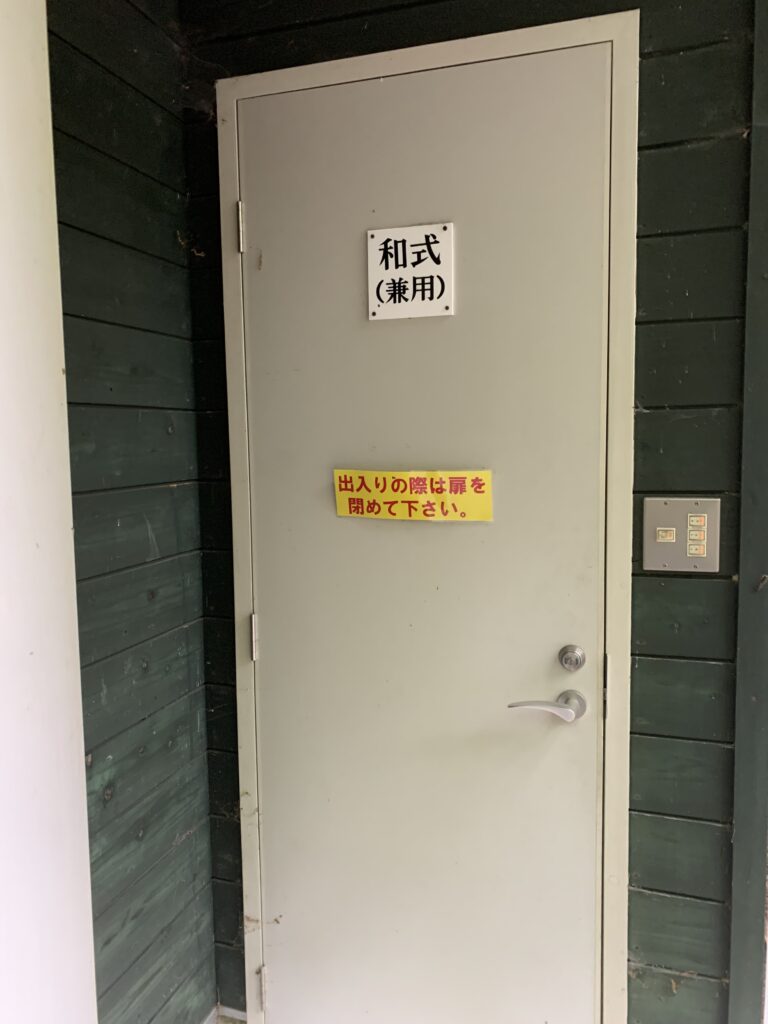 和式
(兼用)
出入りの際は扉を
閉めて下さい。